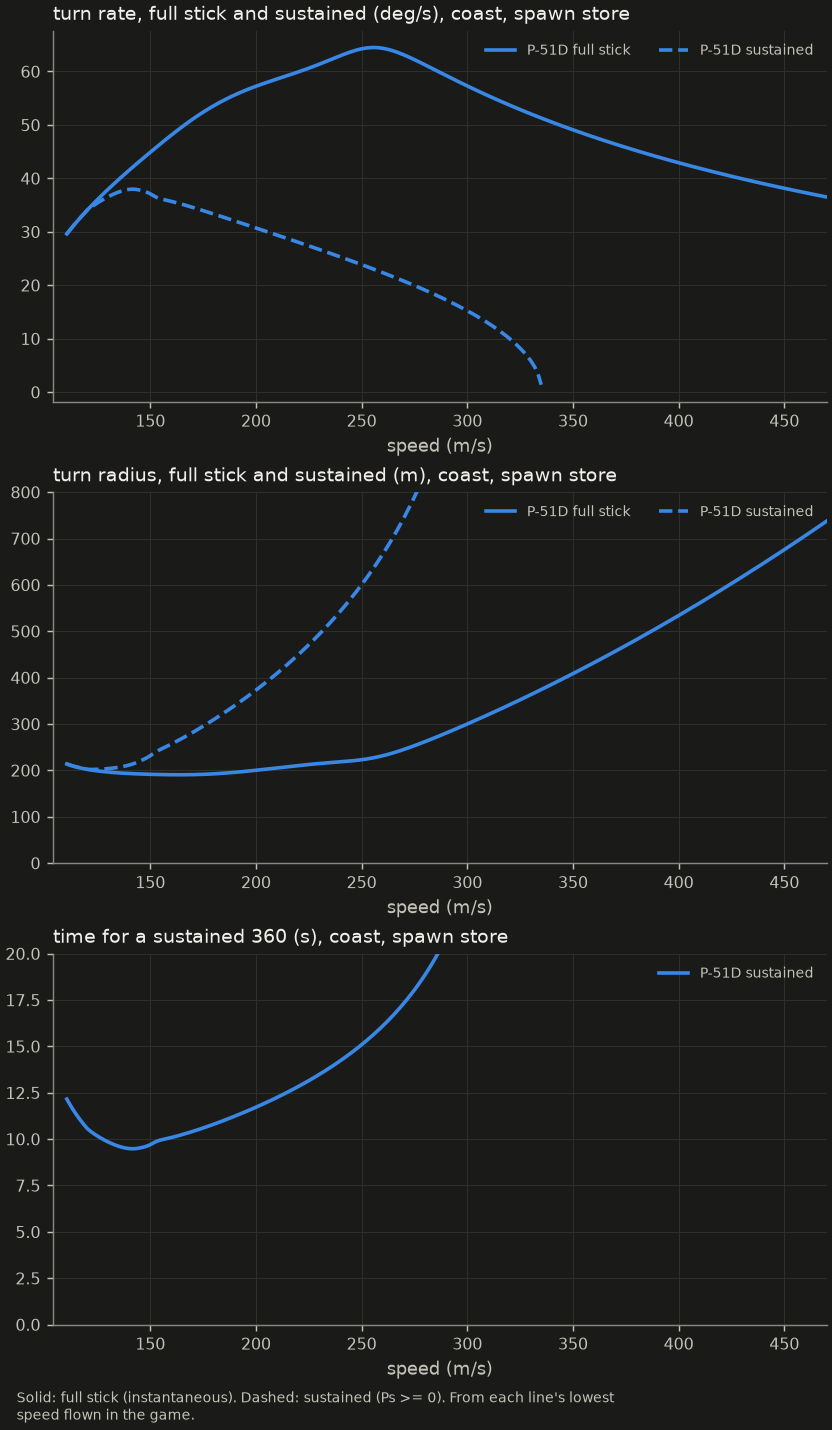 turn rate, full stick and sustained (deg/s), coast, spawn store
P-51D full stick
P-51D sustained
60
50
40
30
20
10
0
150 200 250 300 350 400 450
speed (m/s)
turn radius, full stick and sustained (m), coast, spawn store
P-51D full stick
P-51D sustained
800
700
600
500
400
300
200
100
0
150 200 250 300 350 400 450
speed (m/s)
time for a sustained 360 (s), coast, spawn store
P-51D sustained
20.0
17.5
15.0
12.5
10.0
7.5
5.0
2.5
0.0
150 200 250 300 350 400 450
speed (m/s)
Solid: full stick (instantaneous). Dashed: sustained (Ps >= 0). From each line's lowest
speed flown in the game.